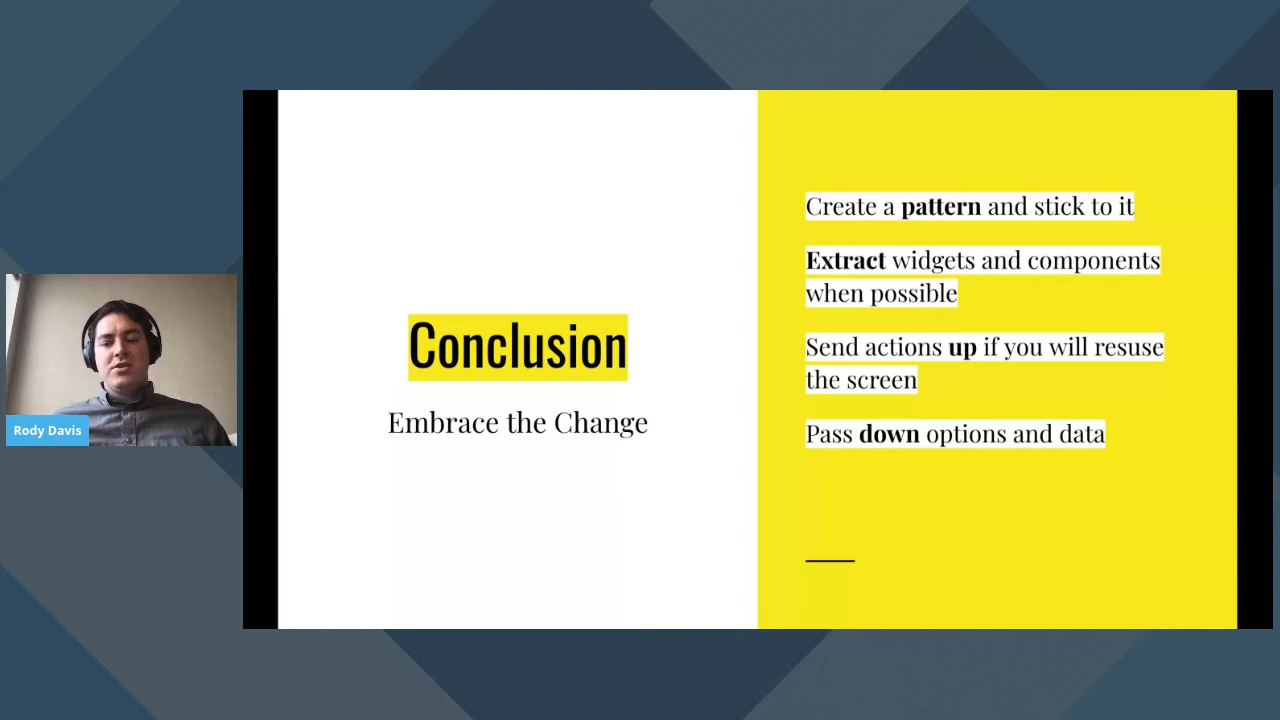 Conclusion
Embrace the Change
Create a pattern and stick to it
Extract widgets and components
when possible
Send actions up if you will resuse
the screen
Pass down options and data
Rody Davis